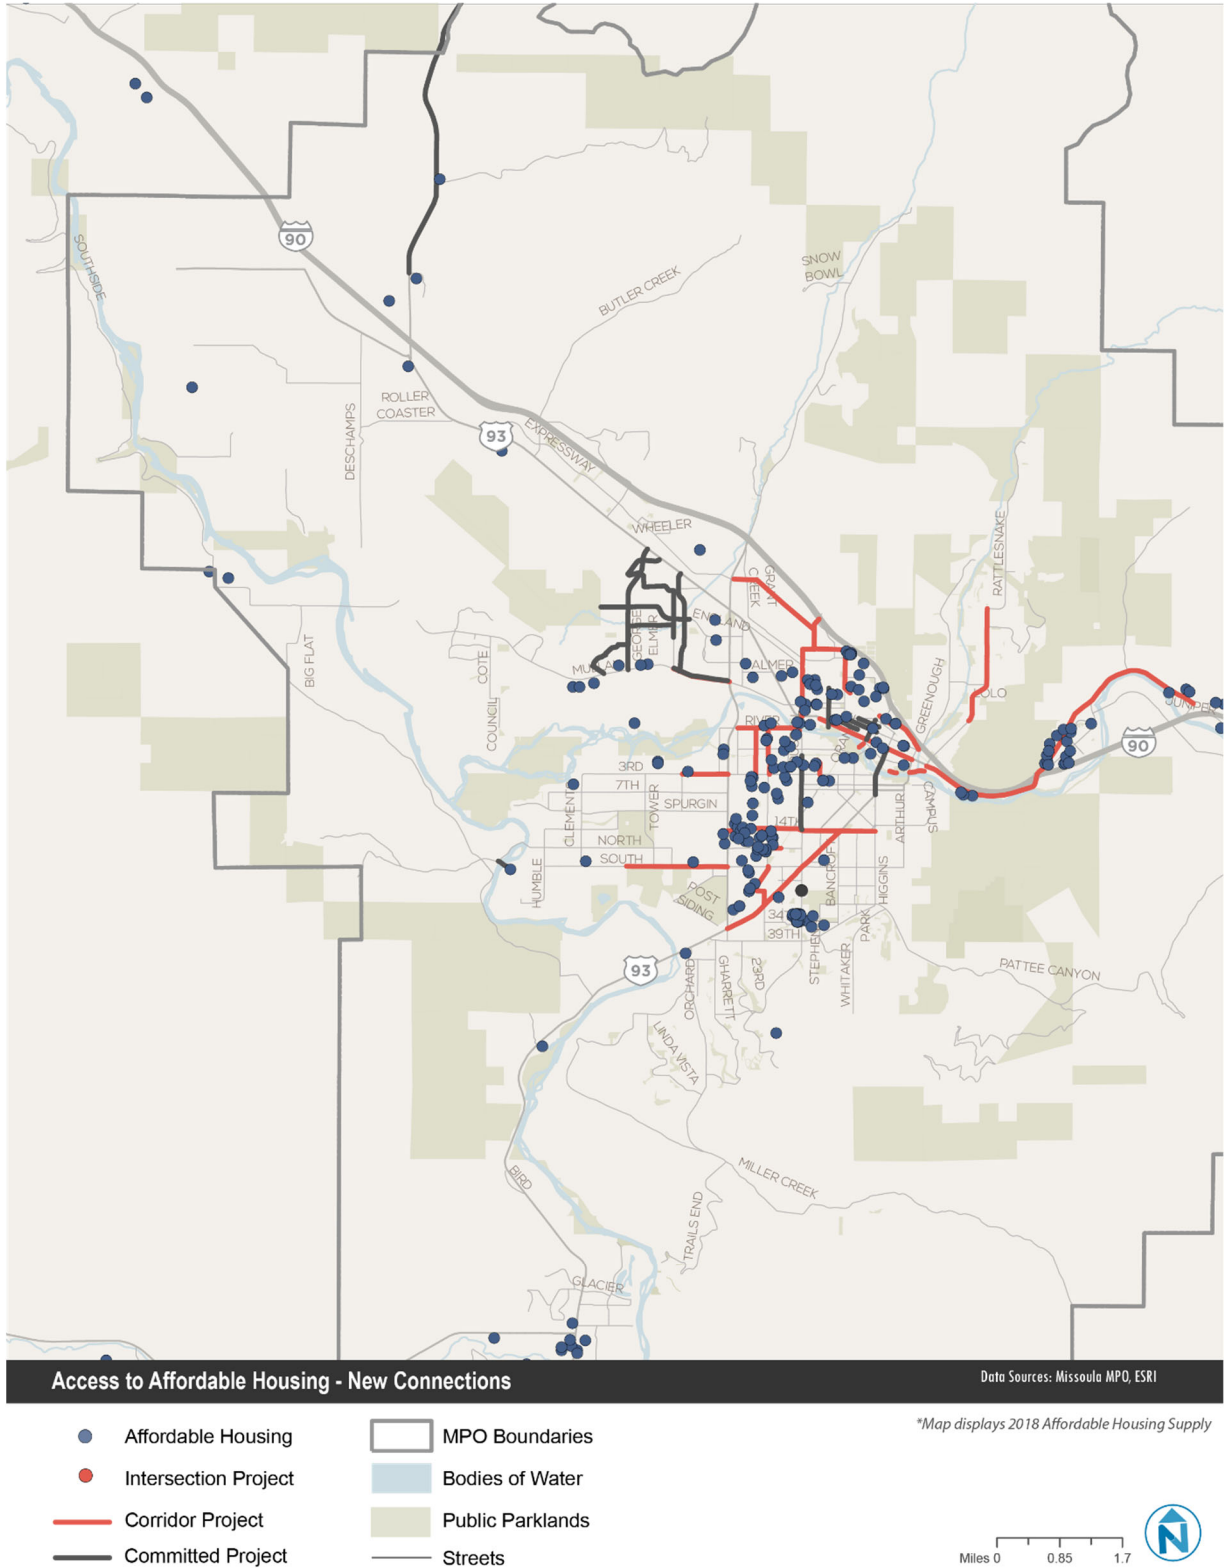 90
SOUTHSIDE
SNOW
BOWL
BUTLER CREEK
ROLLER
COASTER
93
EXPRESSWAY
DESCHAMPS
WHEELER
RATTLESNAKE
GRANT
CREEK
ENGLAND
GEORGE
ELMER
BIG FLAT
COTE
COUNCIL
GREENOUGH
RIVER
90
3RD
7TH
SPURGIN
CLEMENT
TOWER
14TH
ARTHUR
CAMPUS
NORTH
SOUTH
HUMBLE
POST
SIDING
BANCROFT
HIGGINS
PARK
39TH
93
ORCHARD
GHARRETT
23RD
WHITAKER
PATTEE CANYON
LINDA VISTA
BIRD
MILLER CREEK
TRAILS END
GLACIER
Access to Affordable Housing - New Connections
Data Sources: Missoula MPO, ESRI
*Map displays 2018 Affordable Housing Supply
Affordable Housing
MPO Boundaries
Intersection Project
Bodies of Water
Corridor Project
Public Parklands
Committed Project
Streets
N
Miles 0 0.85 1.7